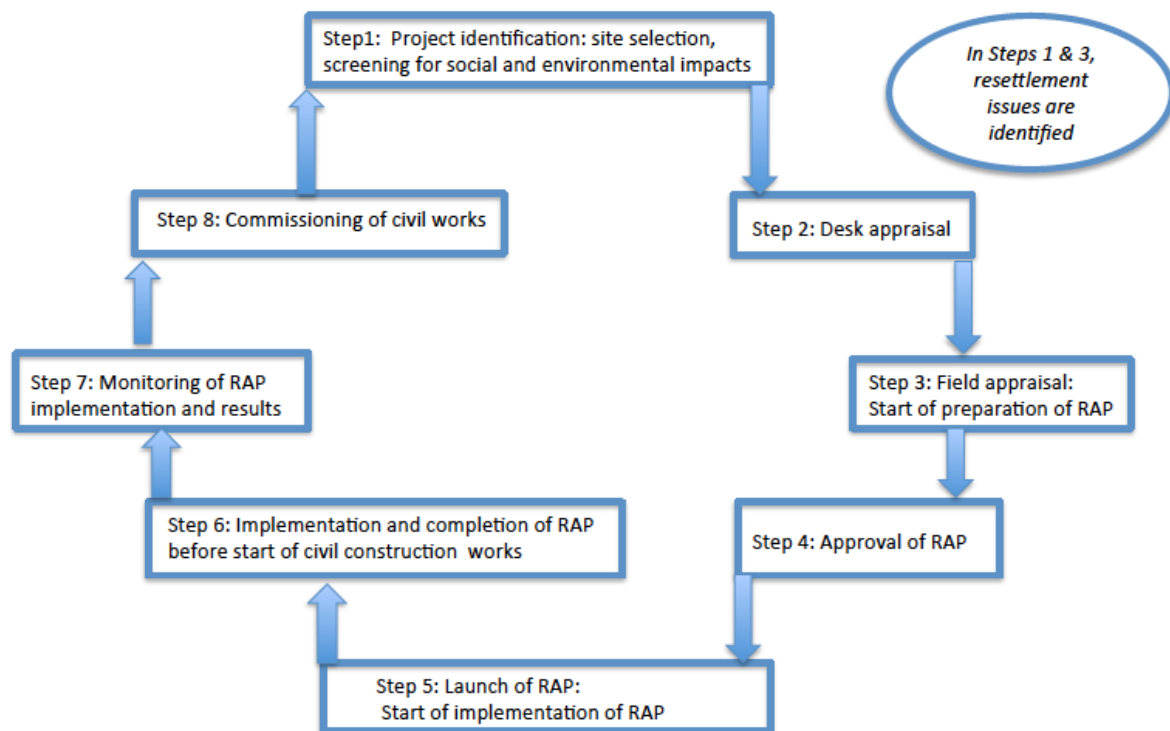 Step1:  Project identification: site selection,
screening for social and environmental impacts
In Steps 1 & 3,
resettlement
issues are
identified
Step 2: Desk appraisal
Step 3: Field appraisal:
Start of preparation of RAP
Step 4: Approval of RAP
Step 5: Launch of RAP:
Start of implementation of RAP
Step 6: Implementation and completion of RAP
before start of civil construction  works
Step 7: Monitoring of RAP
implementation and results
Step 8: Commissioning of civil works